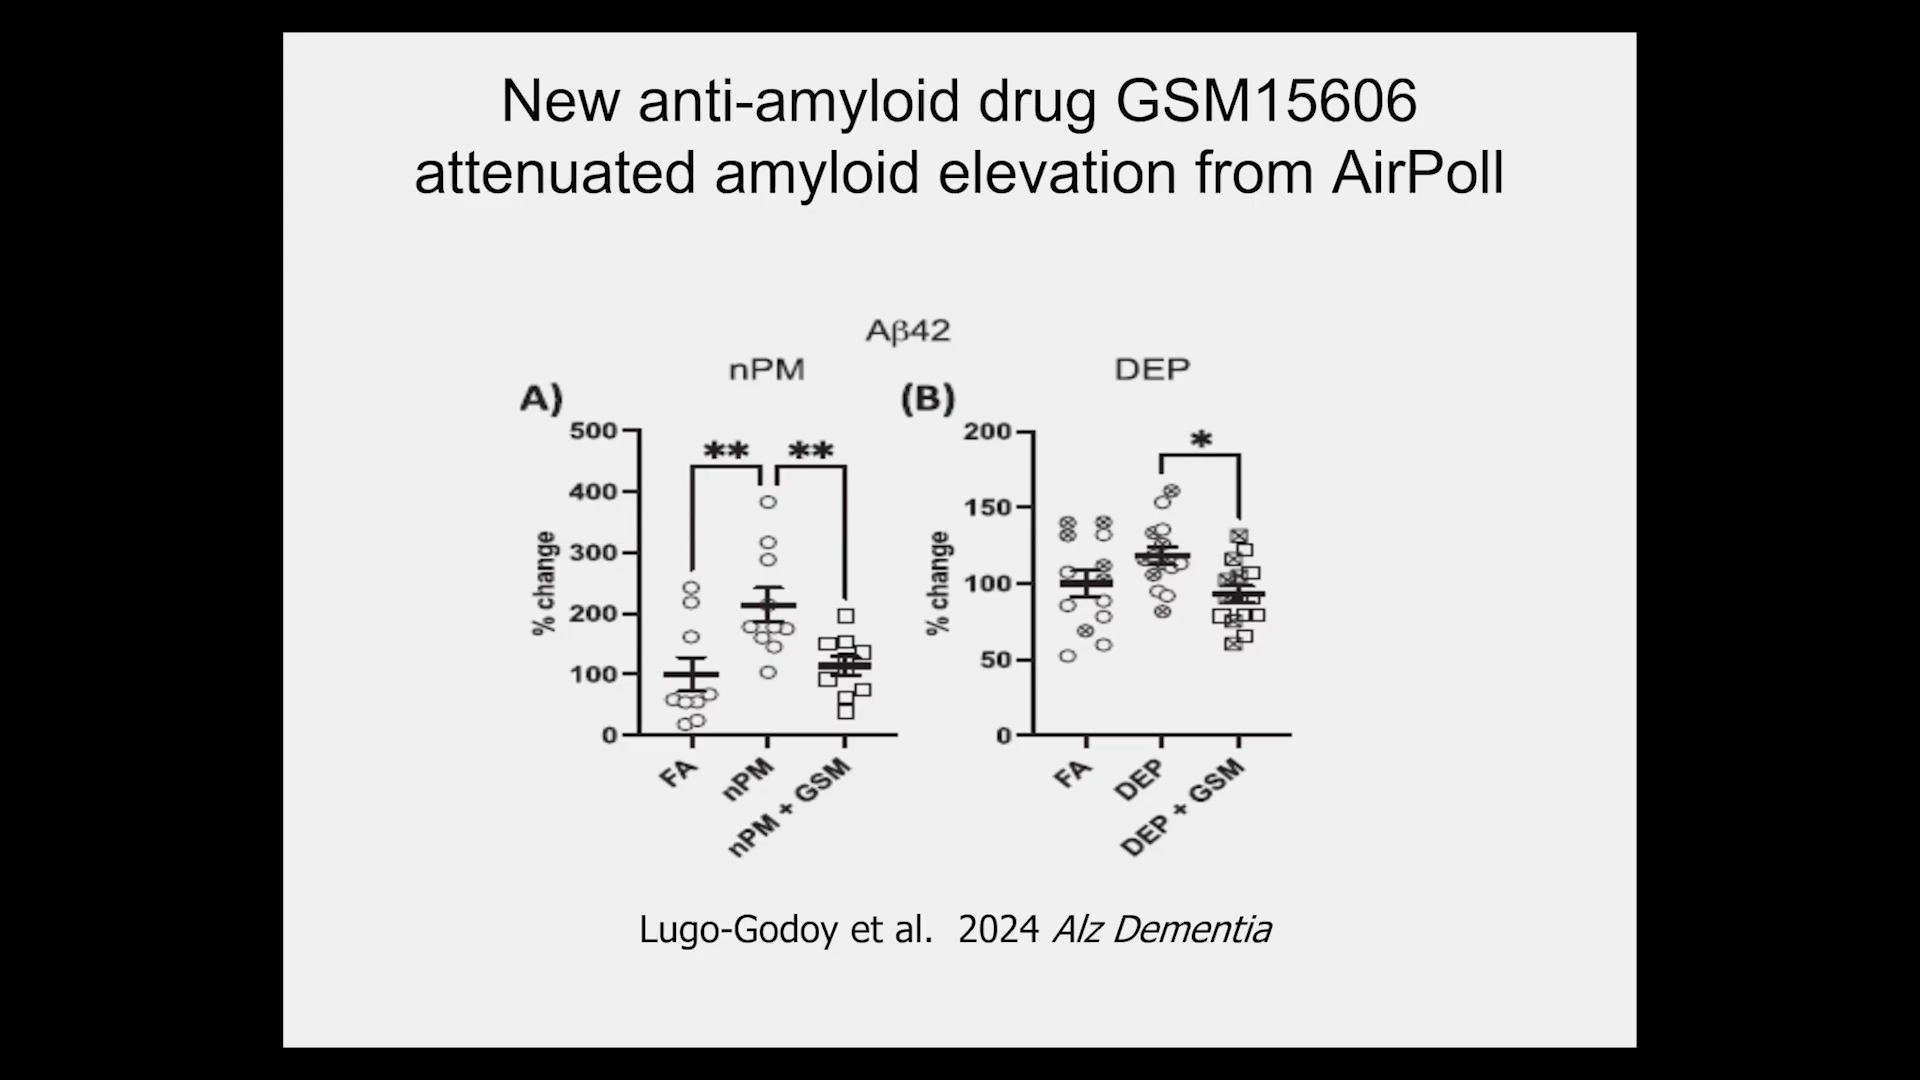 New anti-amyloid drug GSM15606
attenuated amyloid elevation from AirPoll
Aβ42
nPM
DEP
A)
(B)
500
400
300
200
100
0
% change
** **
FA
nPM
nPM + GSM
200
150
100
50
0
% change
*
FA
DEP
DEP + GSM
Lugo-Godoy et al. 2024 Alz Dementia